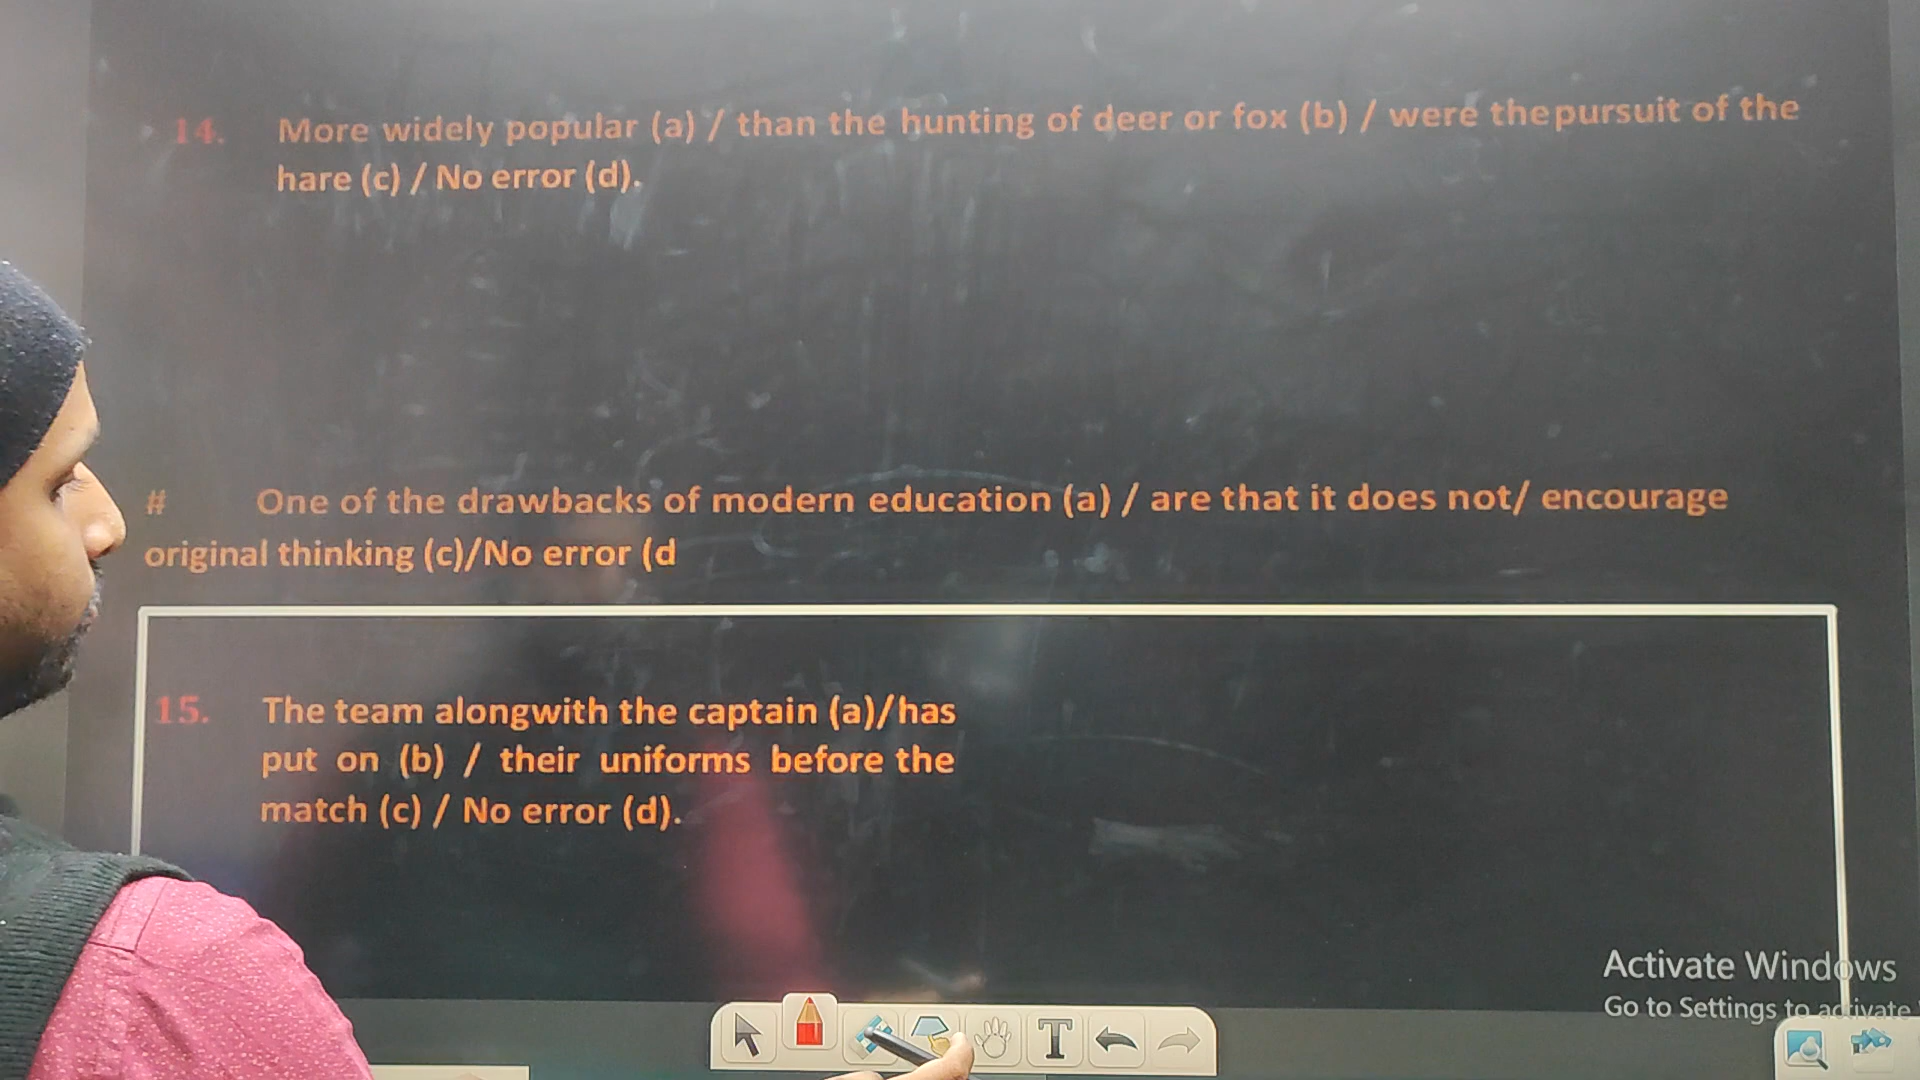 14. More widely popular (a) / than the hunting of deer or fox (b) / were thepursuit of the
hare (c) / No error (d).
# One of the drawbacks of modern education (a) / are that it does not/ encourage
original thinking (c)/No error (d
15. The team alongwith the captain (a)/has
put on (b) / their uniforms before the
match (c) / No error (d).
Activate Windows
Go to Settings to activate
T